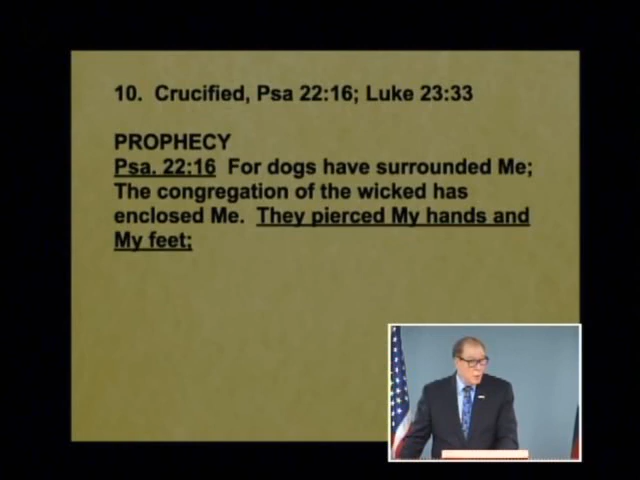 10. Crucified, Psa 22:16; Luke 23:33
PROPHECY
Psa. 22:16 For dogs have surrounded Me;
The congregation of the wicked has
enclosed Me. They pierced My hands and
My feet;